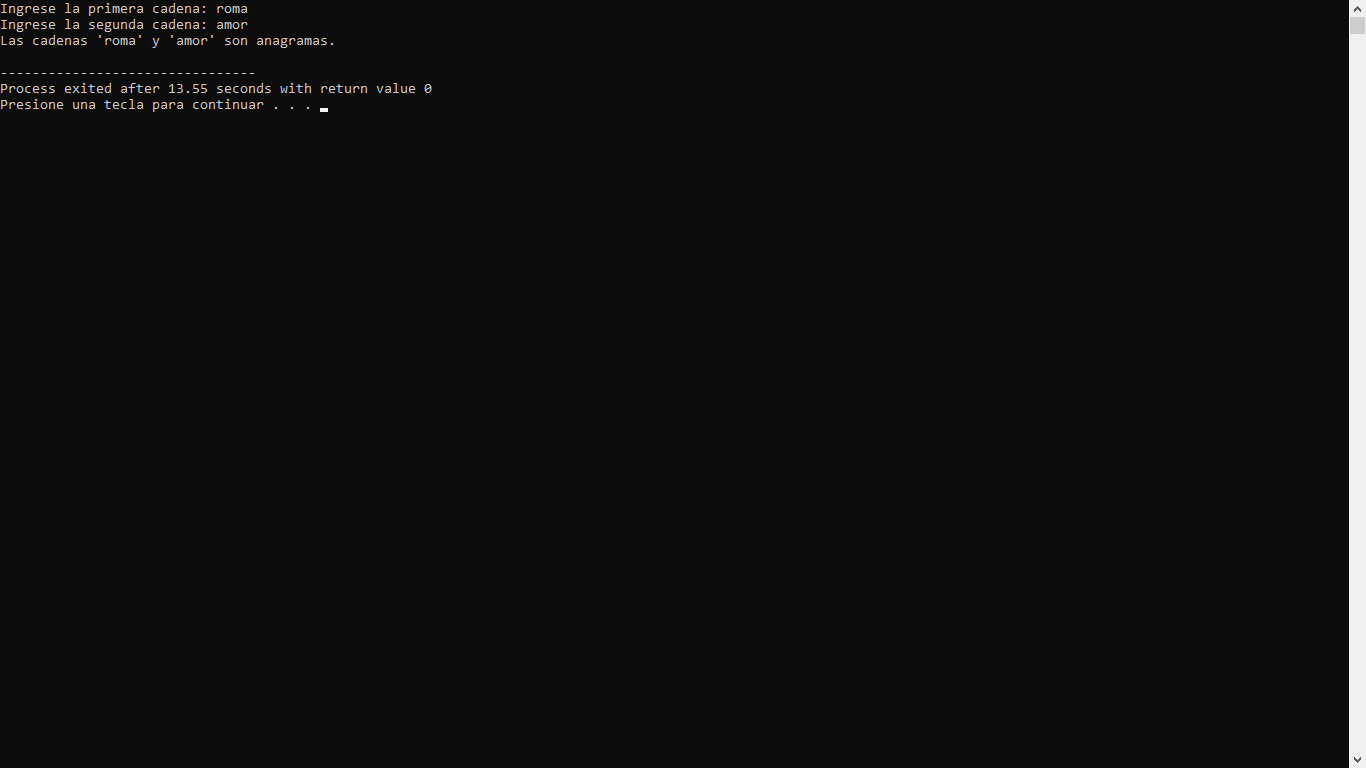 Ingrese la primera cadena: roma
Ingrese la segunda cadena: amor
Las cadenas 'roma' y 'amor' son anagramas.
--------------------------------
Process exited after 13.55 seconds with return value 0
Presione una tecla para continuar . . .